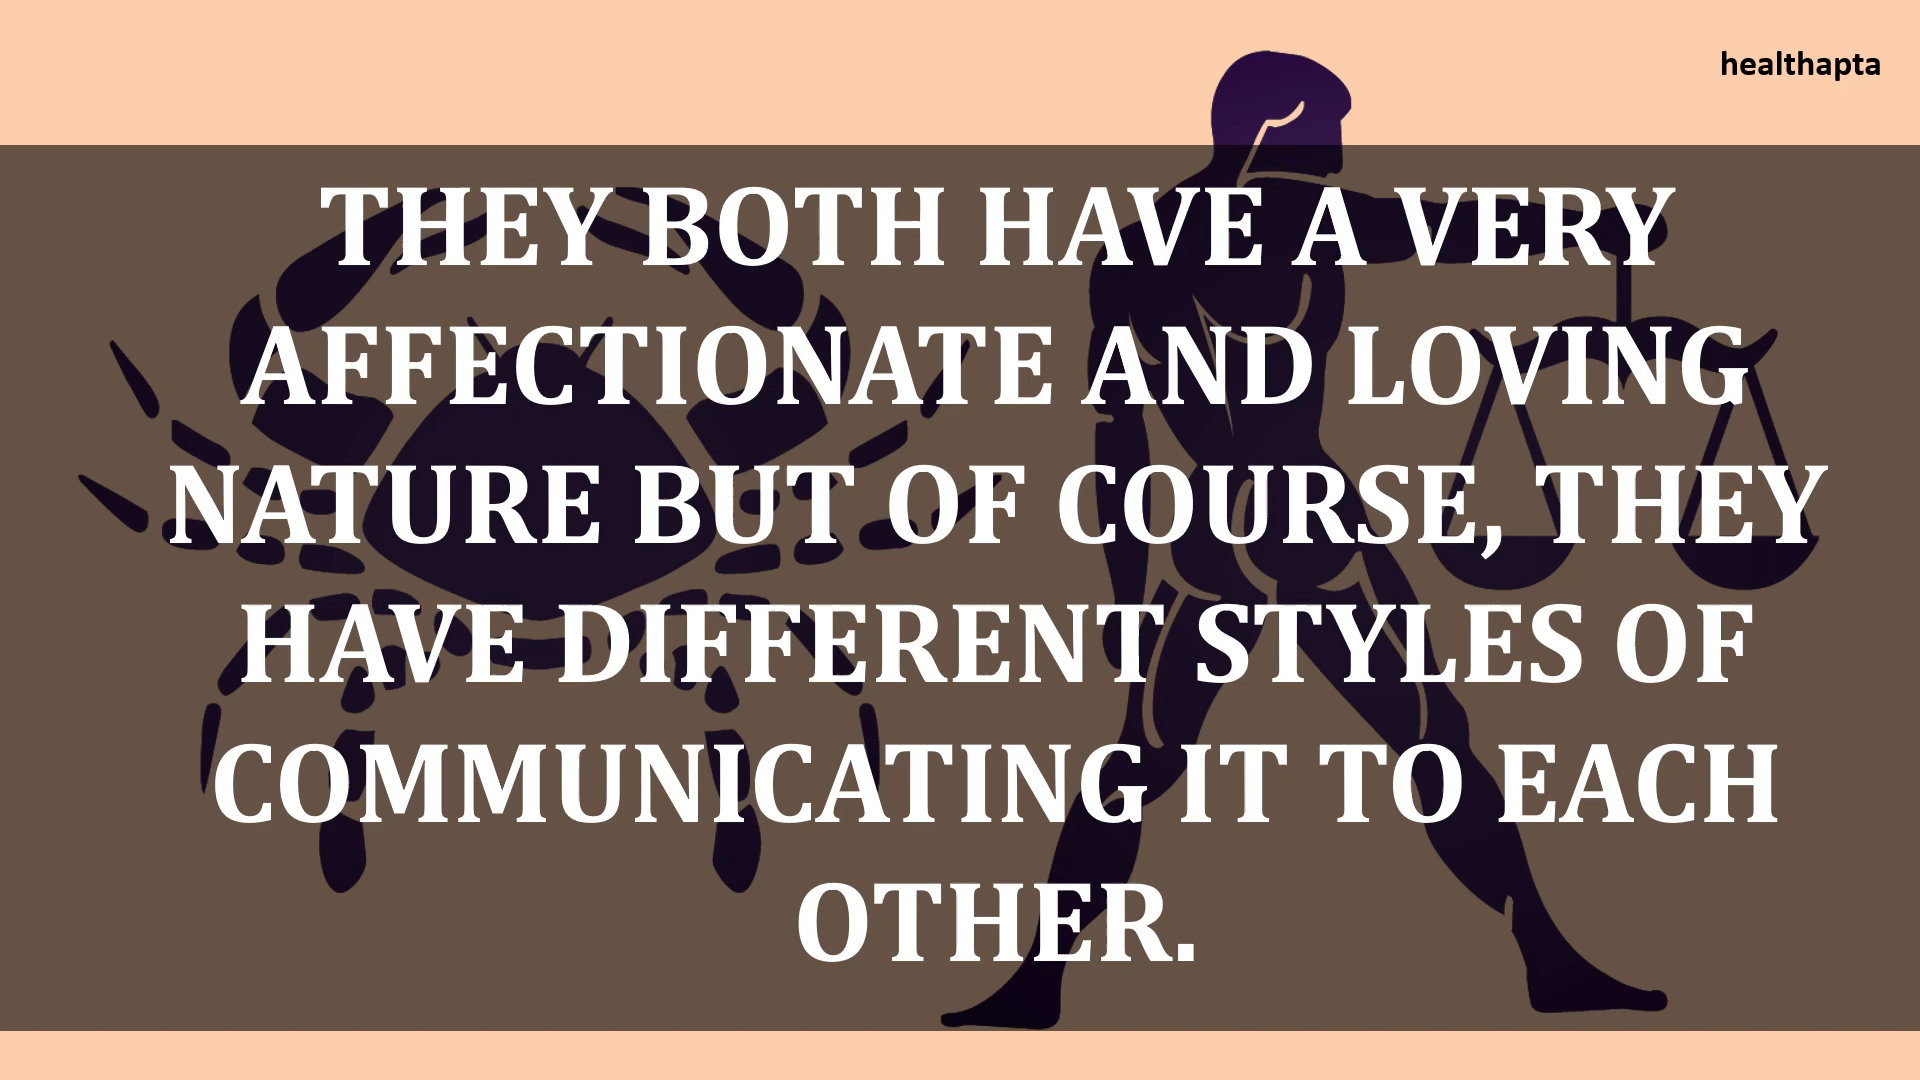 healthapta
THEY BOTH HAVE A VERY
AFFECTIONATE AND LOVING
NATURE BUT OF COURSE, THEY
HAVE DIFFERENT STYLES OF
COMMUNICATING IT TO EACH
OTHER.